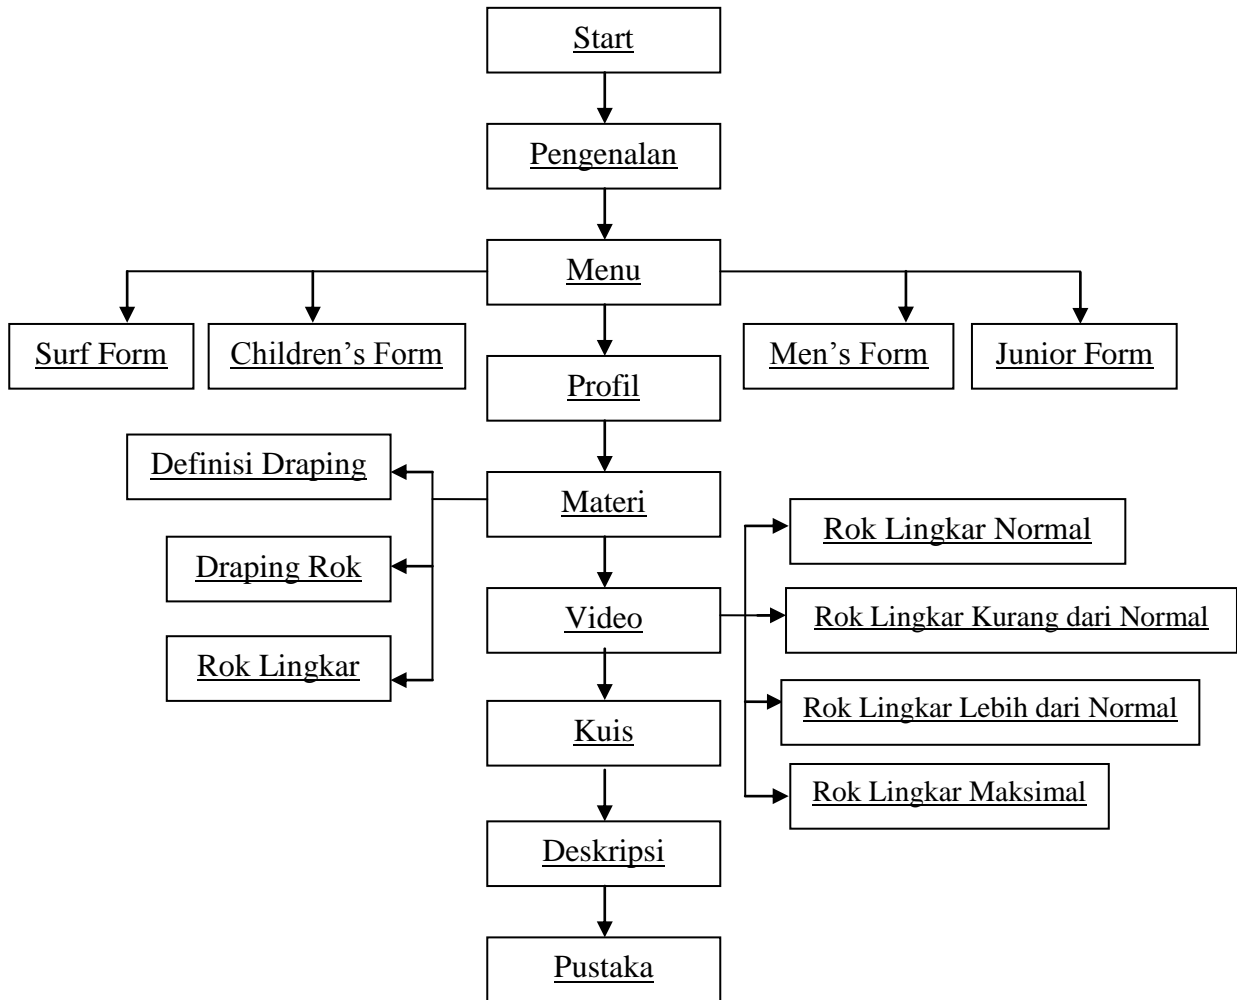 Start
Pengenalan
Menu
Surf Form
Children's Form
Men's Form
Junior Form
Profil
Definisi Draping
Materi
Rok Lingkar Normal
Draping Rok
Video
Rok Lingkar Kurang dari Normal
Rok Lingkar
Rok Lingkar Lebih dari Normal
Kuis
Rok Lingkar Maksimal
Deskripsi
Pustaka